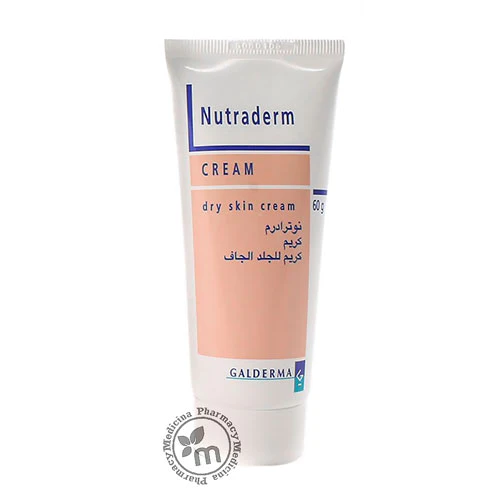 Nutraderm
CREAM
dry skin cream
60 g
نوترادرم
كريم
كريم للجلد الجاف
GALDERMA
Medicina Pharmacy Medicina Pharmacy
m